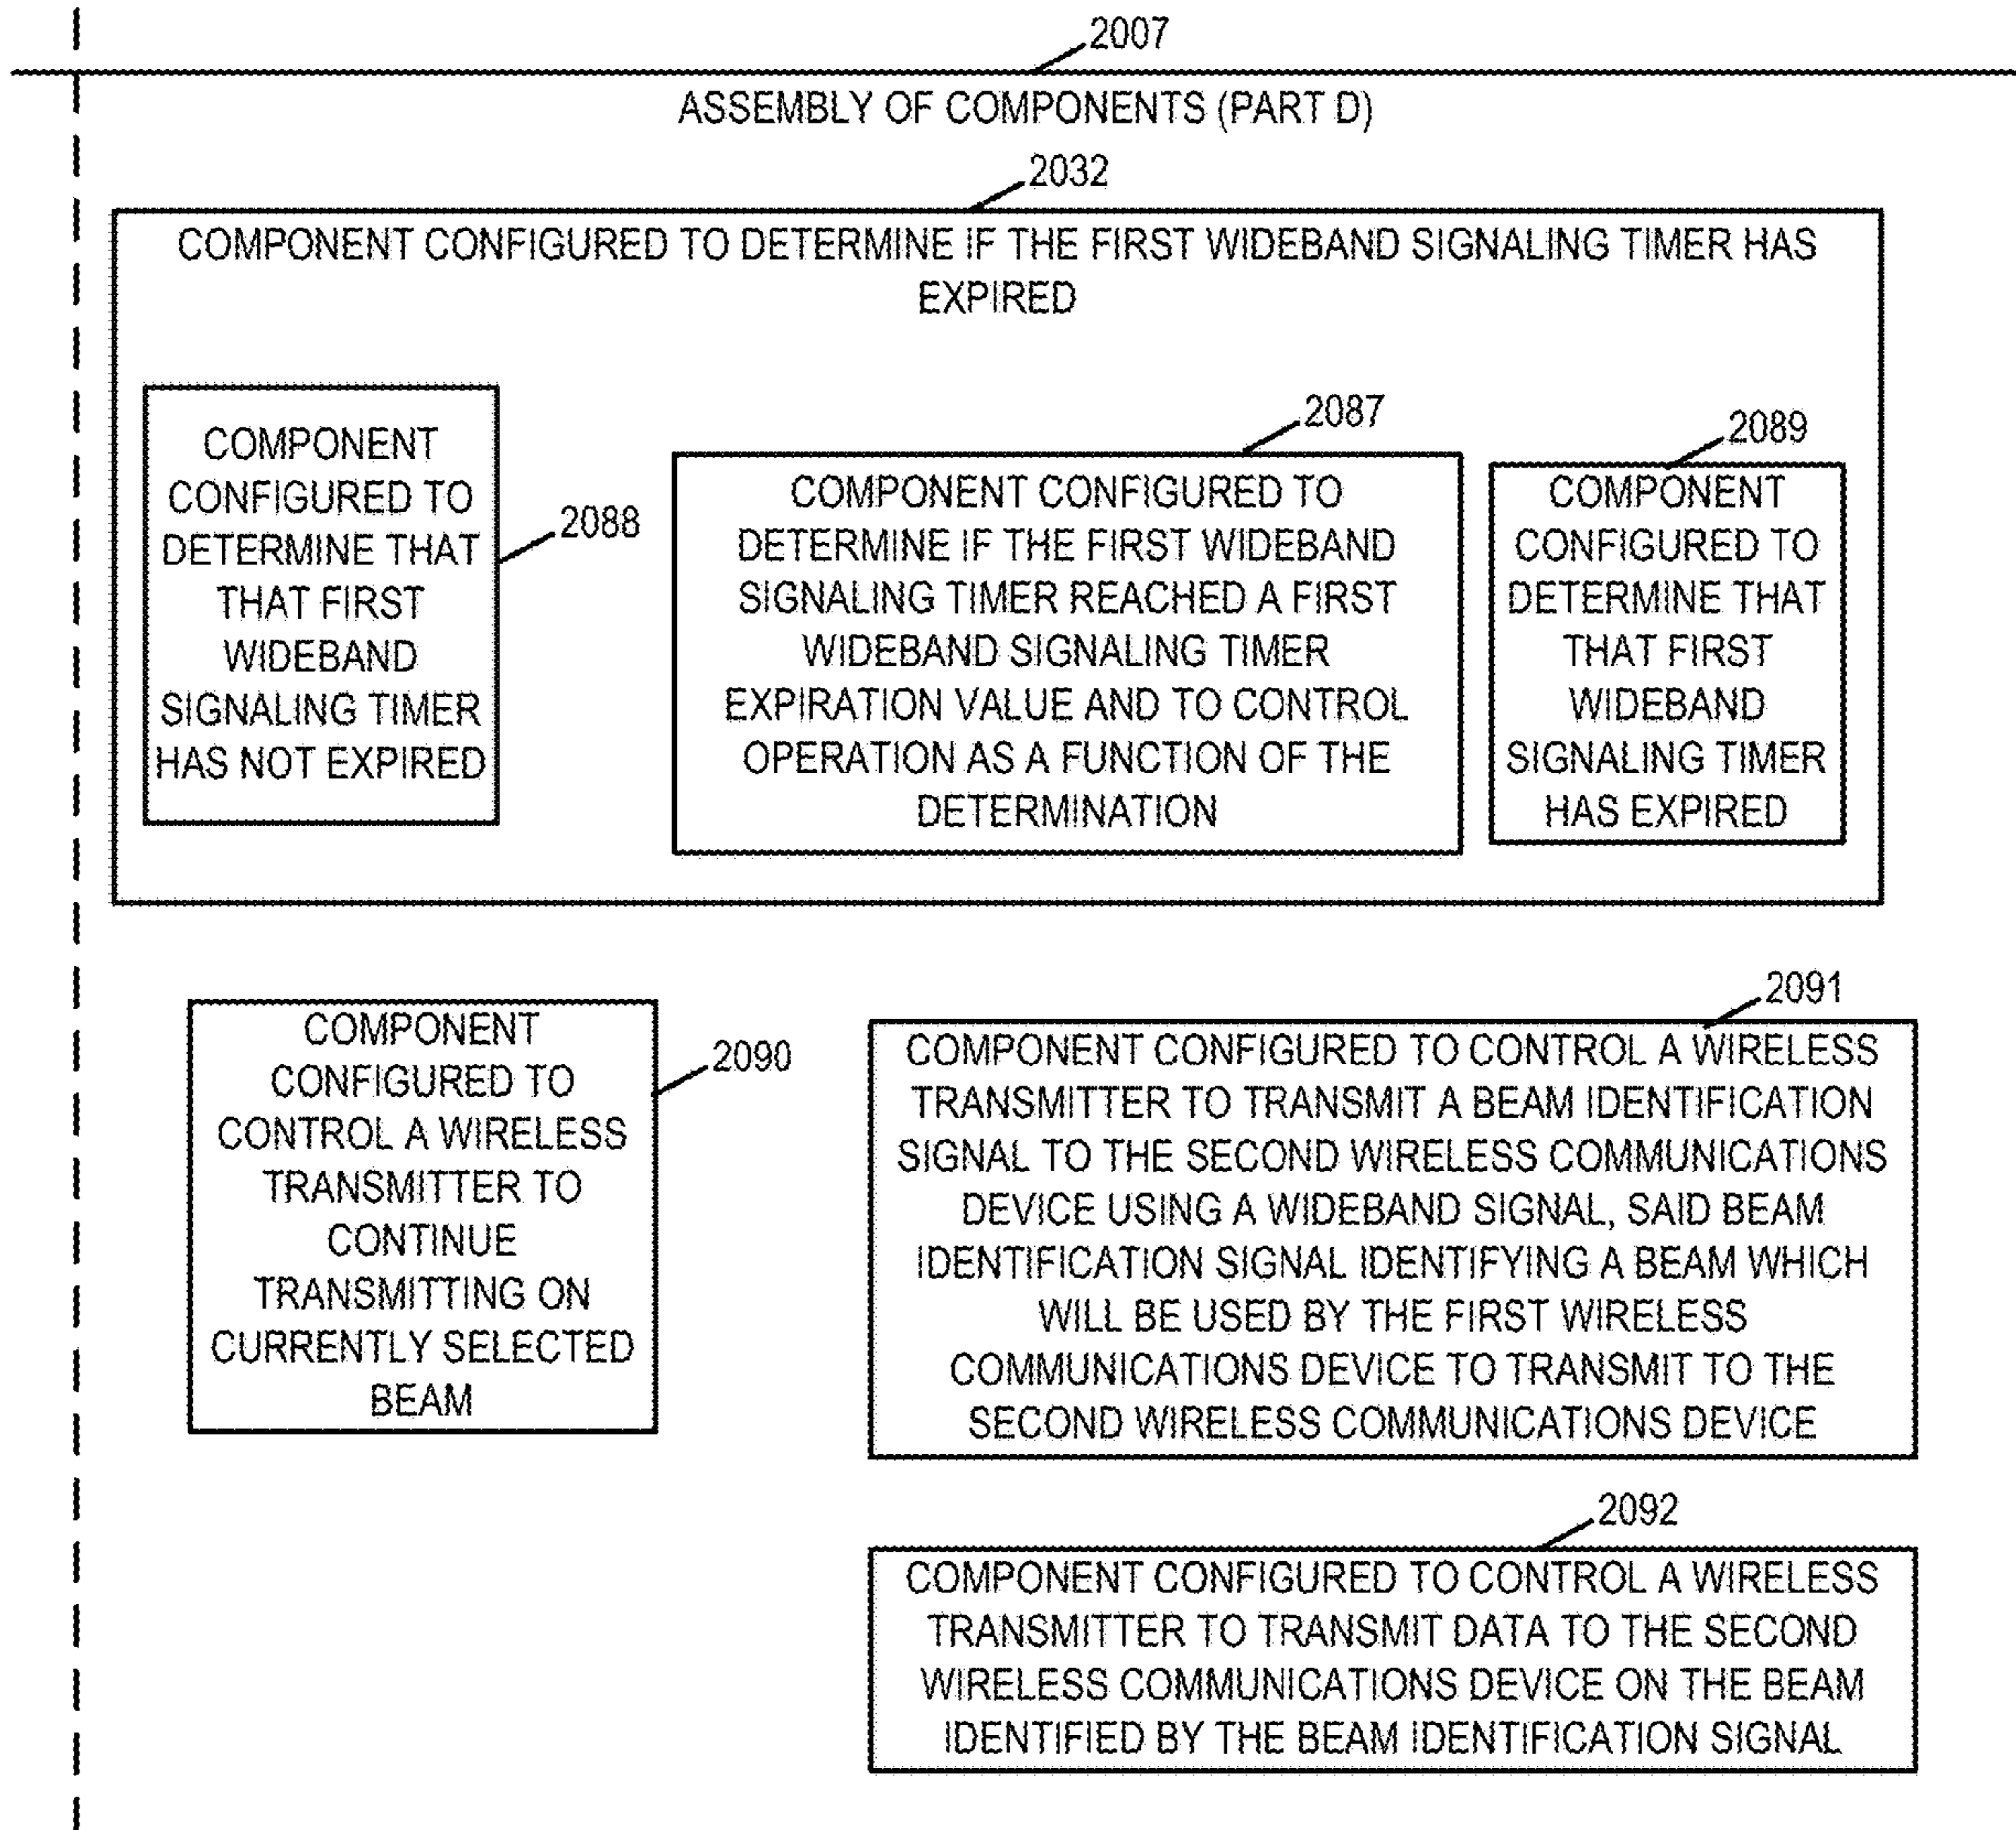 2007
ASSEMBLY OF COMPONENTS (PART D)
2032
COMPONENT CONFIGURED TO DETERMINE IF THE FIRST WIDEBAND SIGNALING TIMER HAS
EXPIRED
COMPONENT
CONFIGURED TO
DETERMINE THAT
THAT FIRST
WIDEBAND
SIGNALING TIMER
HAS NOT EXPIRED
2088
2087
COMPONENT CONFIGURED TO
DETERMINE IF THE FIRST WIDEBAND
SIGNALING TIMER REACHED A FIRST
WIDEBAND SIGNALING TIMER
EXPIRATION VALUE AND TO CONTROL
OPERATION AS A FUNCTION OF THE
DETERMINATION
2089
COMPONENT
CONFIGURED TO
DETERMINE THAT
THAT FIRST
WIDEBAND
SIGNALING TIMER
HAS EXPIRED
COMPONENT
CONFIGURED TO
CONTROL A WIRELESS
TRANSMITTER TO
CONTINUE
TRANSMITTING ON
CURRENTLY SELECTED
BEAM
2090
2091
COMPONENT CONFIGURED TO CONTROL A WIRELESS
TRANSMITTER TO TRANSMIT A BEAM IDENTIFICATION
SIGNAL TO THE SECOND WIRELESS COMMUNICATIONS
DEVICE USING A WIDEBAND SIGNAL, SAID BEAM
IDENTIFICATION SIGNAL IDENTIFYING A BEAM WHICH
WILL BE USED BY THE FIRST WIRELESS
COMMUNICATIONS DEVICE TO TRANSMIT TO THE
SECOND WIRELESS COMMUNICATIONS DEVICE
2092
COMPONENT CONFIGURED TO CONTROL A WIRELESS
TRANSMITTER TO TRANSMIT DATA TO THE SECOND
WIRELESS COMMUNICATIONS DEVICE ON THE BEAM
IDENTIFIED BY THE BEAM IDENTIFICATION SIGNAL